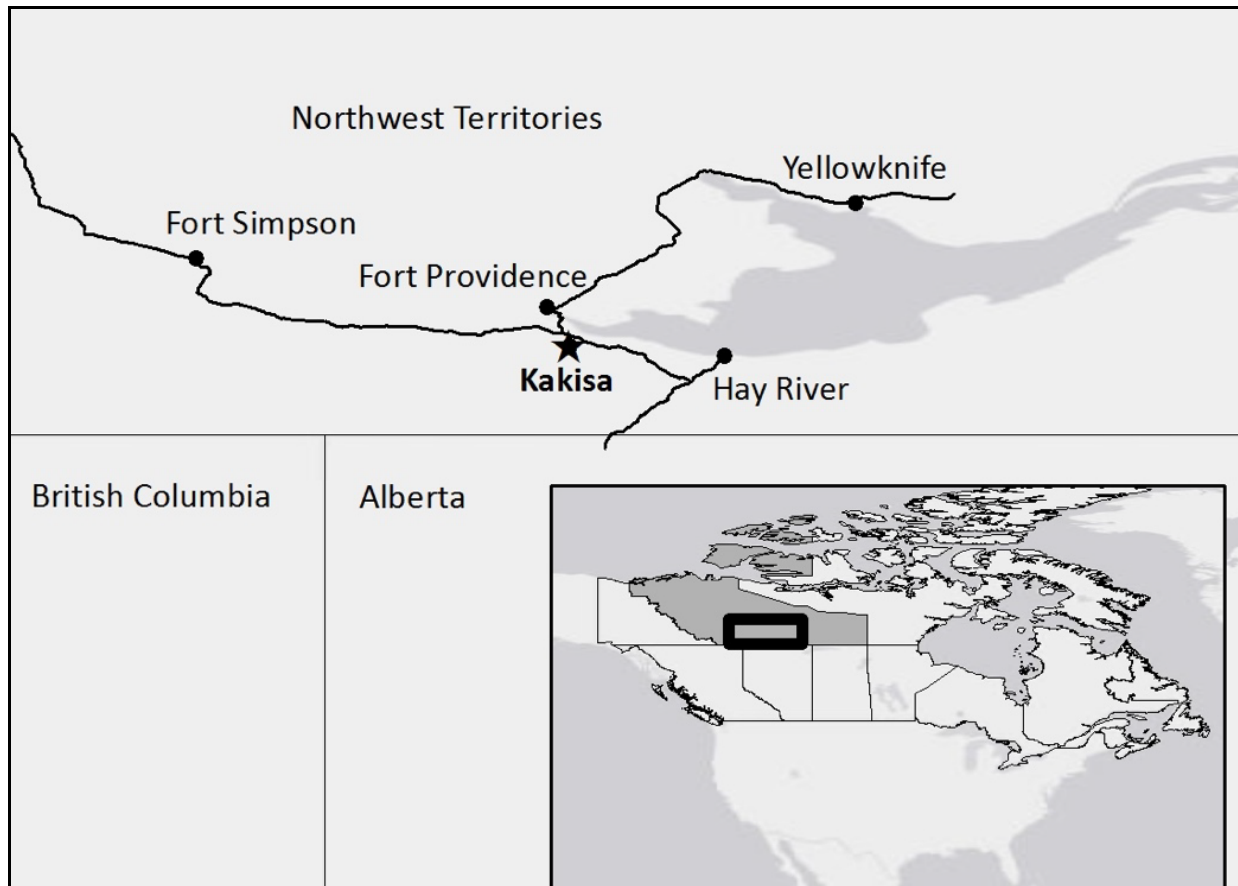 Northwest Territories
Yellowknife
Fort Simpson
Fort Providence
Kakisa
Hay River
British Columbia
Alberta